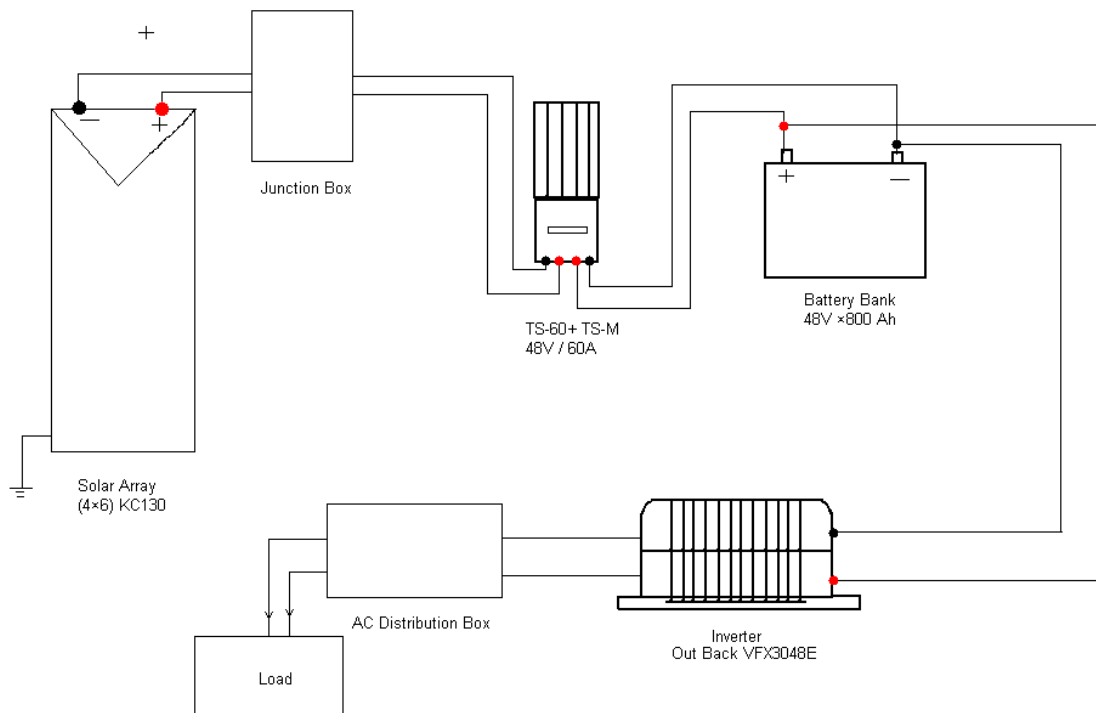 +
− +
Junction Box
+ −
Battery Bank
48V ×800 Ah
TS-60+ TS-M
48V / 60A
Solar Array
(4×6) KC130
AC Distribution Box
Inverter
Out Back VFX3048E
Load